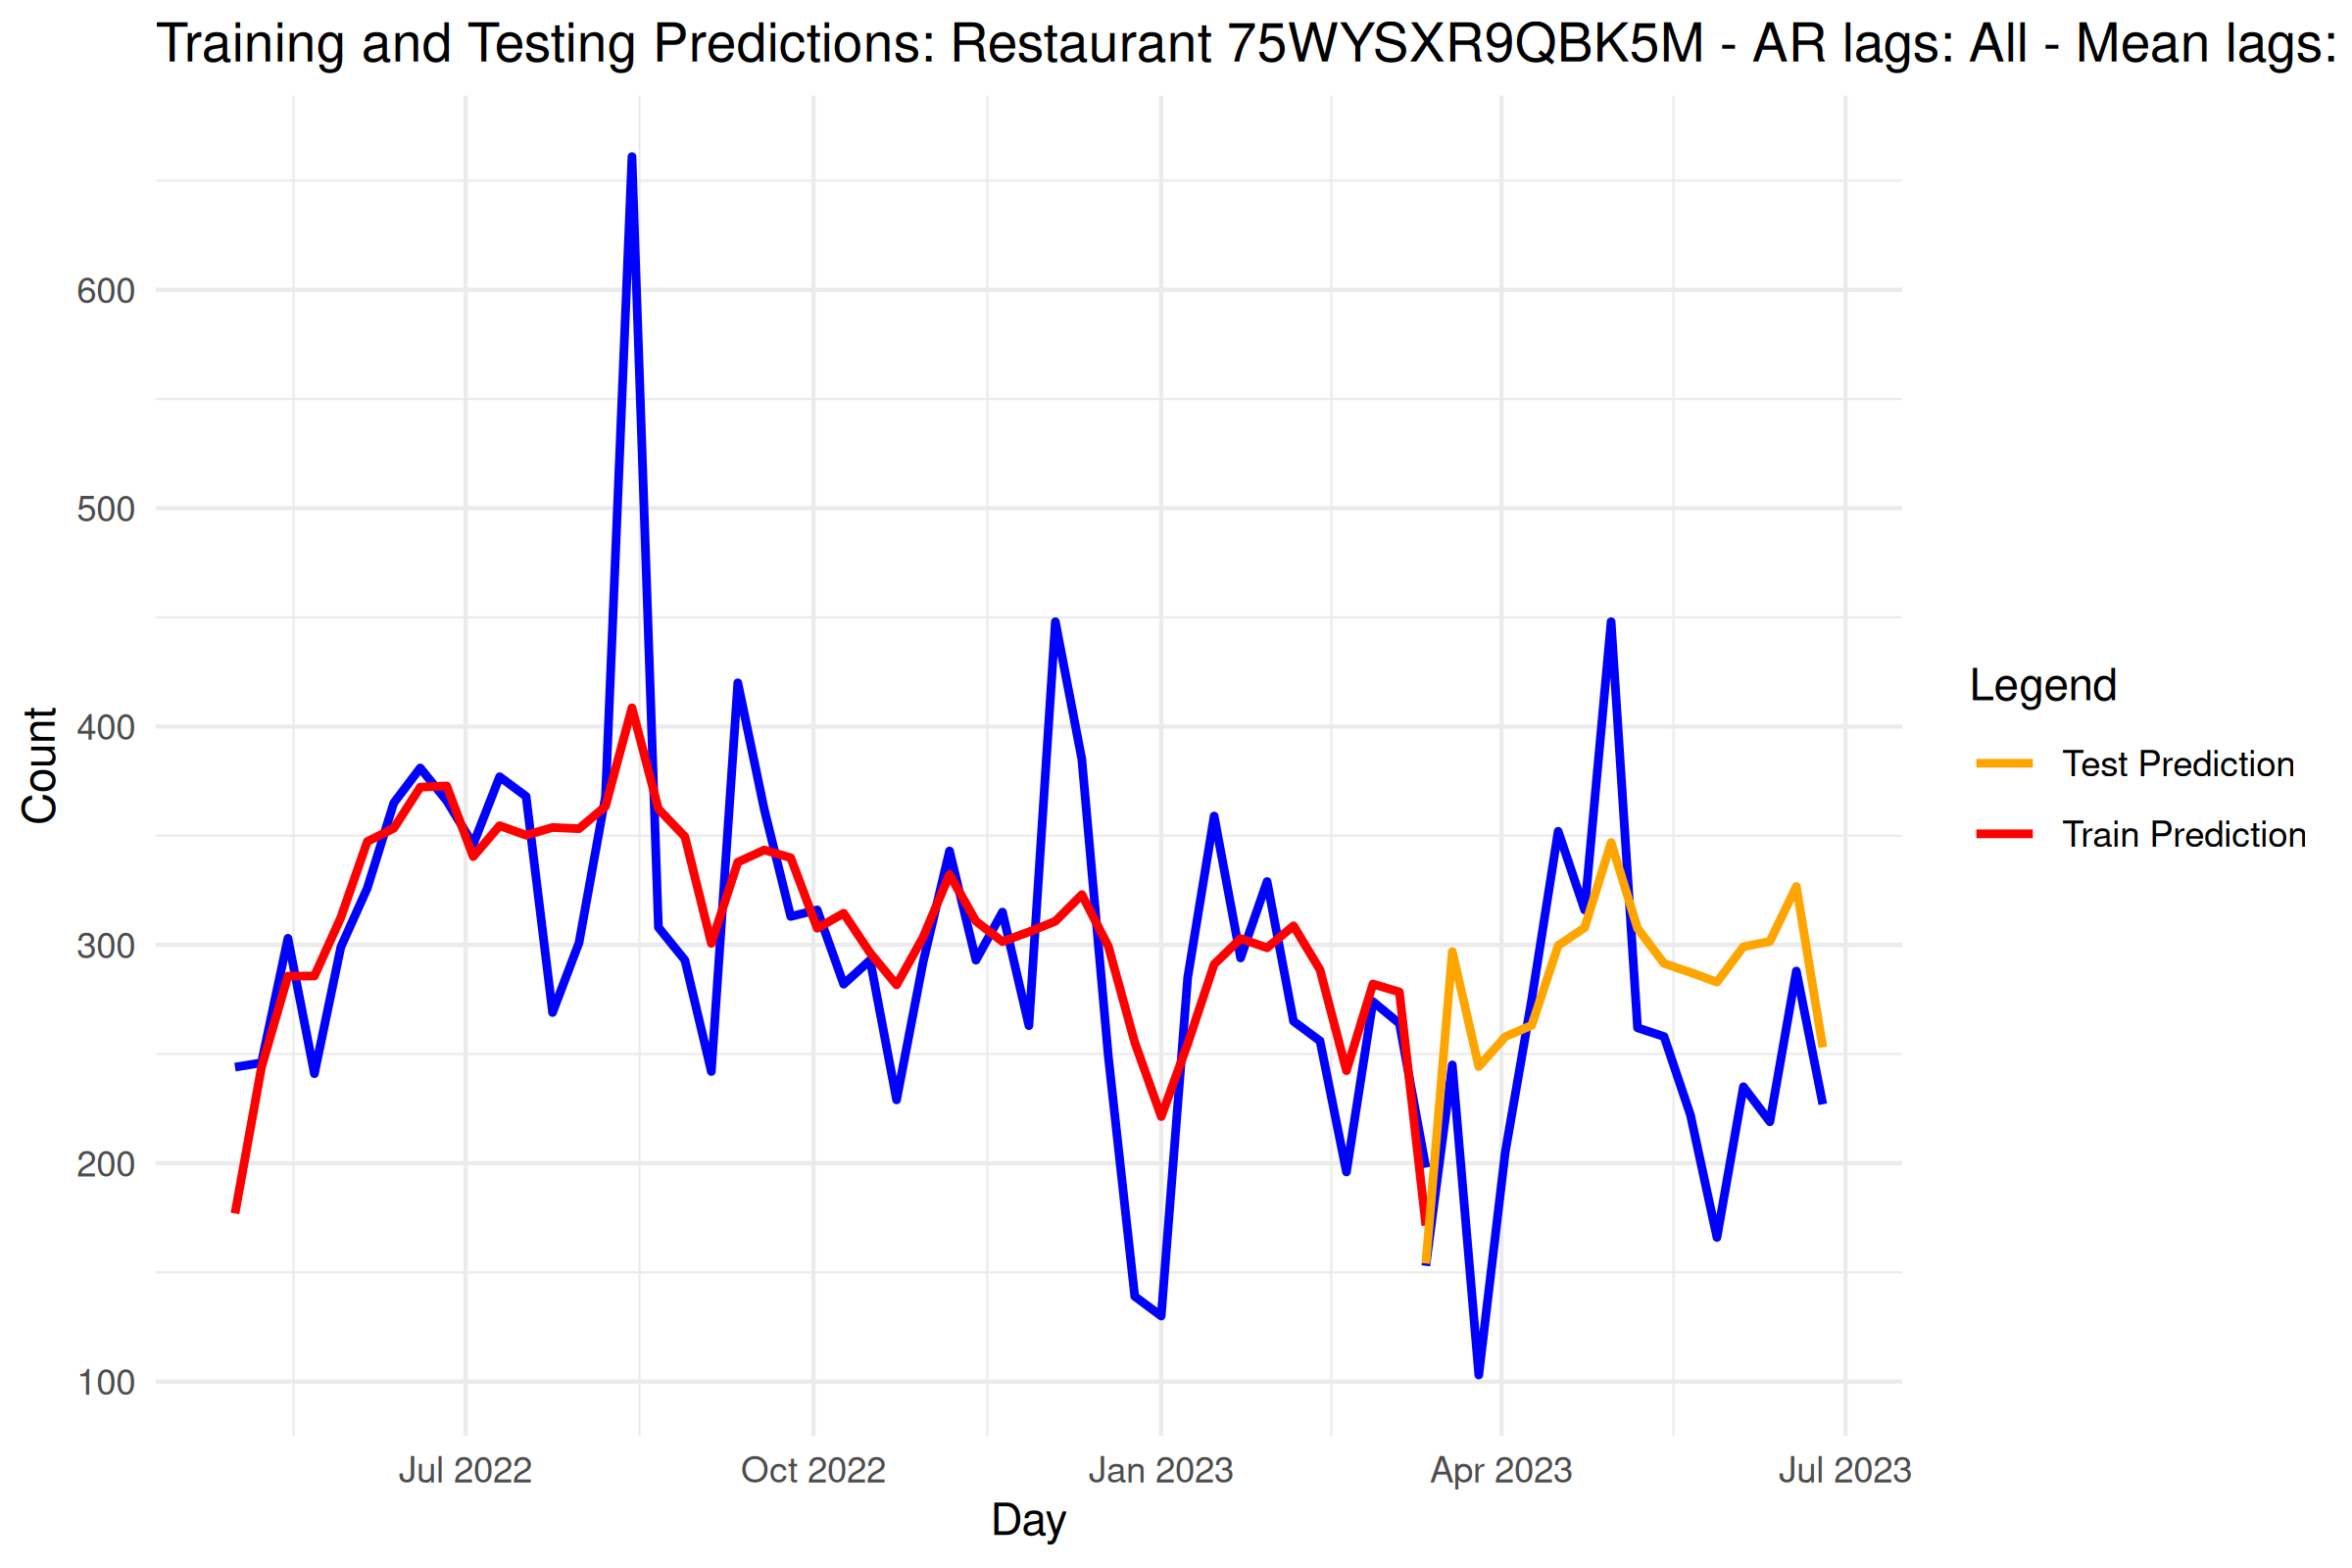 Training and Testing Predictions: Restaurant 75WYSXR9QBK5M - AR lags: All - Mean lags:
600
500
400
300
200
100
Count
Jul 2022
Oct 2022
Jan 2023
Apr 2023
Jul 2023
Day
Legend
Test Prediction
Train Prediction